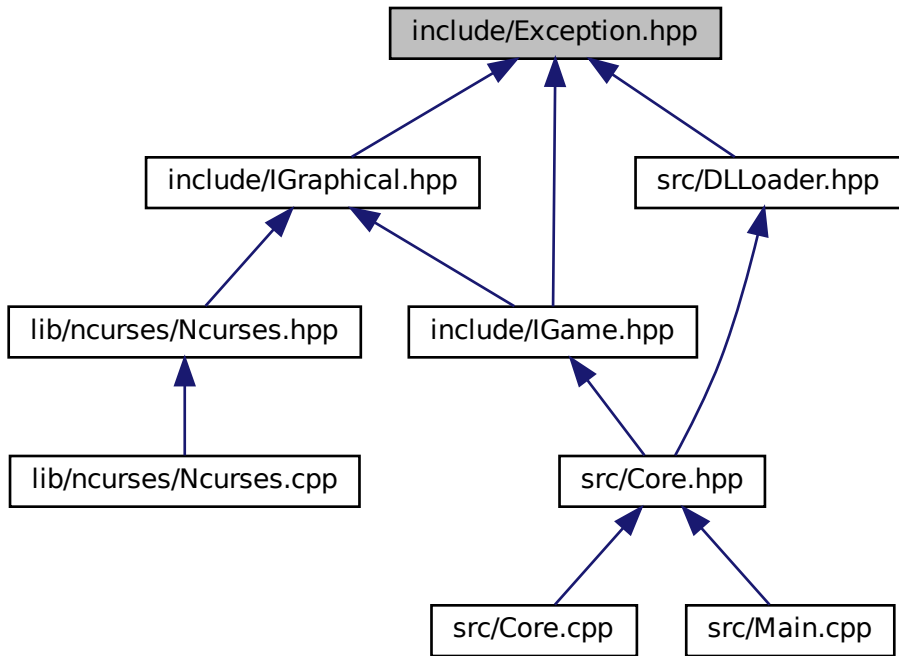 include/Exception.hpp
include/IGraphical.hpp
src/DLLoader.hpp
lib/ncurses/Ncurses.hpp
include/IGame.hpp
lib/ncurses/Ncurses.cpp
src/Core.hpp
src/Core.cpp
src/Main.cpp